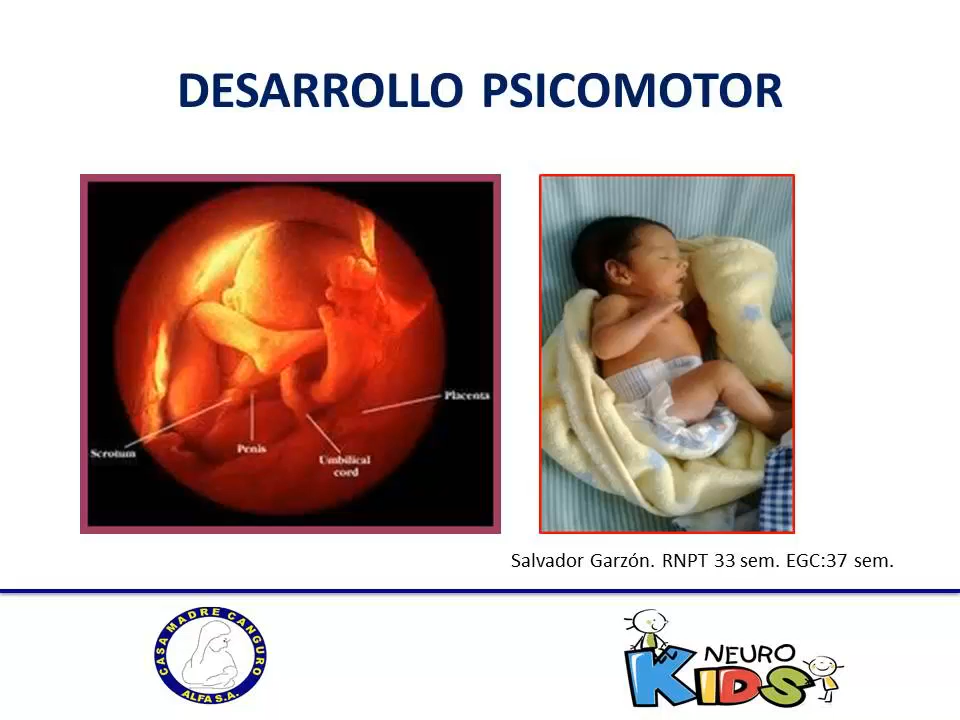 DESARROLLO PSICOMOTOR
Placenta
Scrotum
Penis
Umbilical
cord
Salvador Garzón. RNPT 33 sem. EGC:37 sem.
CASA MADRE CANGURO
ALFA S.A.
NEURO
KIDS